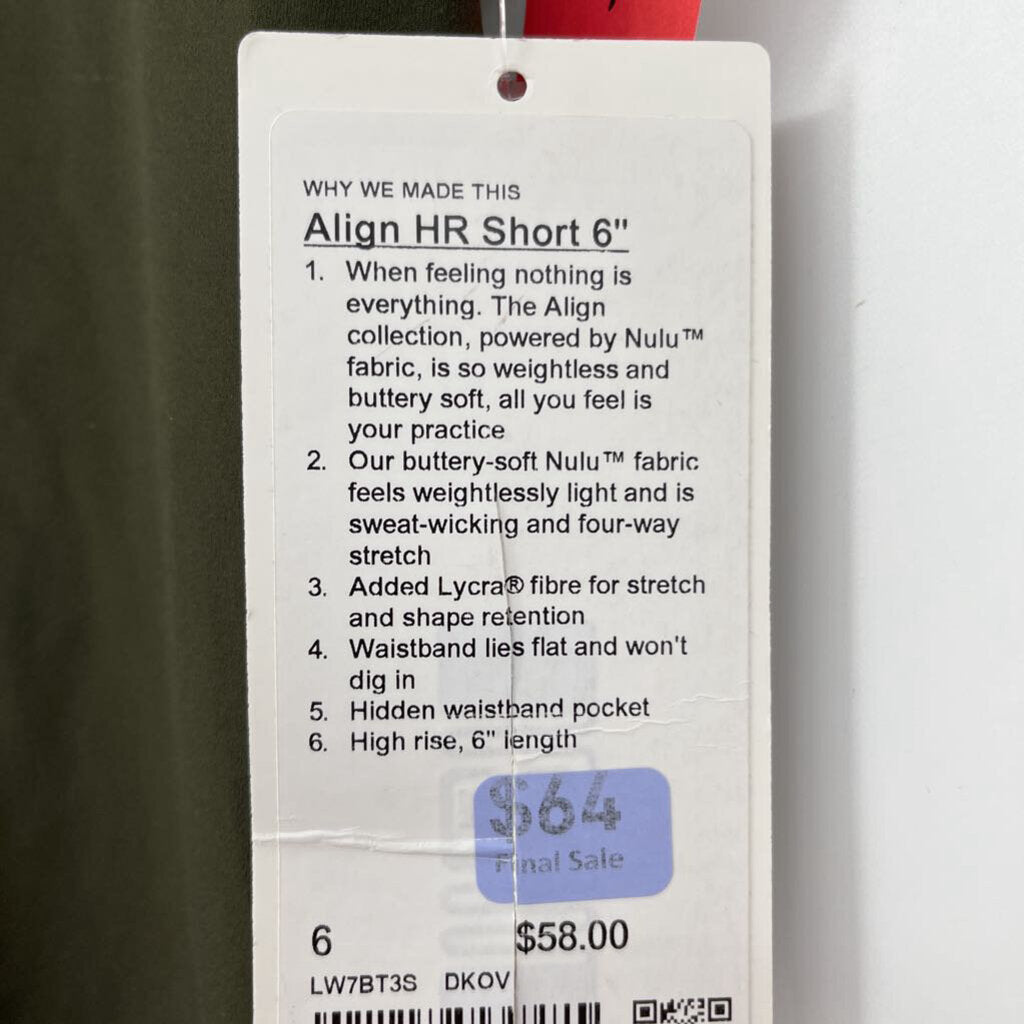 WHY WE MADE THIS
Align HR Short 6"
1. When feeling nothing is
everything. The Align
collection, powered by Nulu™
fabric, is so weightless and
buttery soft, all you feel is
your practice
2. Our buttery-soft Nulu™ fabric
feels weightlessly light and is
sweat-wicking and four-way
stretch
3. Added Lycra® fibre for stretch
and shape retention
4. Waistband lies flat and won't
dig in
5. Hidden waistband pocket
6. High rise, 6" length
$64
Final Sale
6 $58.00
LW7BT3S DKOV